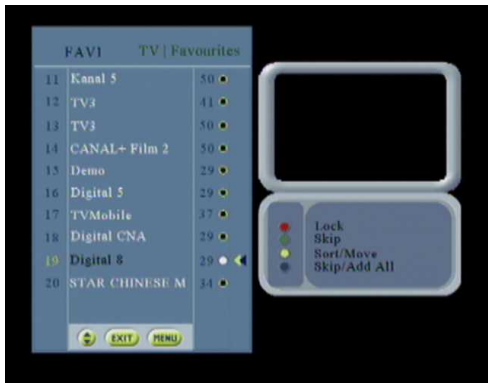 FAV1 TV | Favourites
11 Kanal 5 50
12 TV3 41
13 TV3 50
14 CANAL+ Film 2 50
15 Demo 29
16 Digital 5 29
17 TVMobile 37
18 Digital CNA 29
19 Digital 8 29
20 STAR CHINESE M 34
EXIT MENU
Lock
Skip
Sort/Move
Skip/Add All